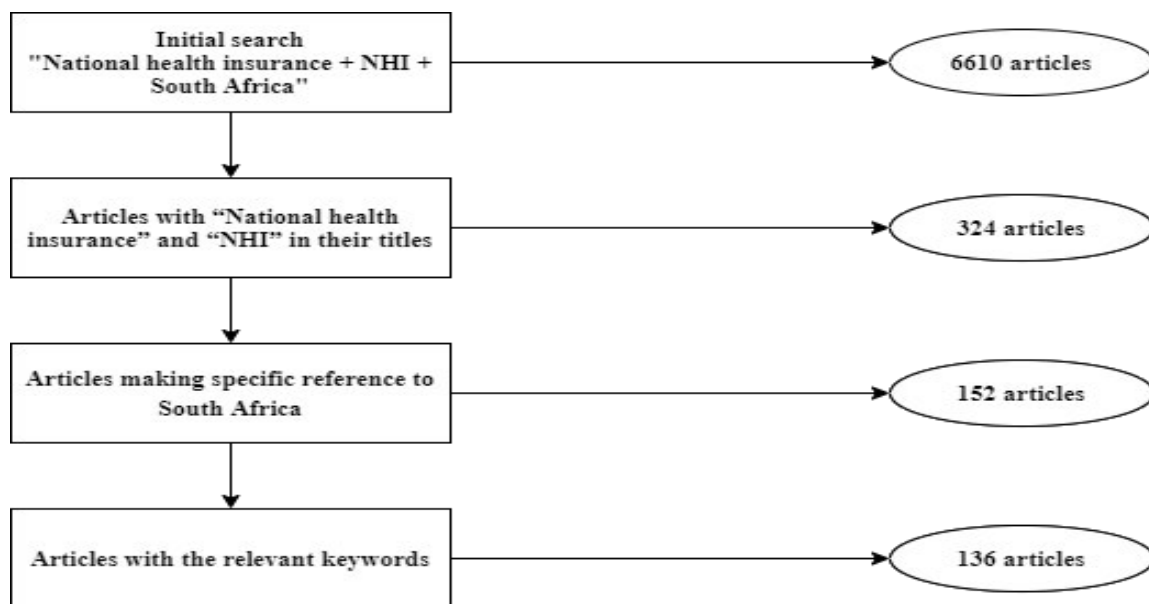 Initial search
"National health insurance + NHI +
South Africa"
6610 articles
Articles with “National health
insurance” and “NHI” in their titles
324 articles
Articles making specific reference to
South Africa
152 articles
Articles with the relevant keywords
136 articles